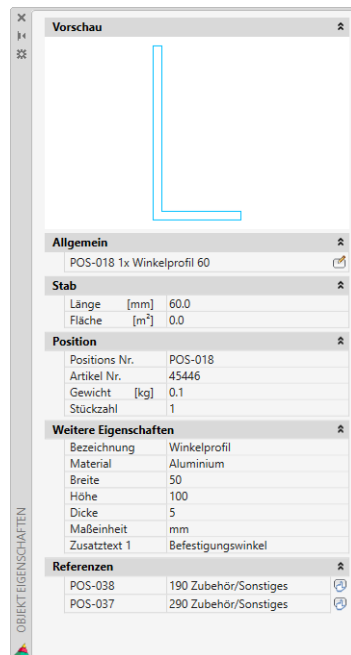 Vorschau
Allgemein
POS-018 1x Winkelprofil 60
Stab
Länge [mm] 60.0
Fläche [m²] 0.0
Position
Positions Nr. POS-018
Artikel Nr. 45446
Gewicht [kg] 0.1
Stückzahl 1
Weitere Eigenschaften
Bezeichnung Winkelprofil
Material Aluminium
Breite 50
Höhe 100
Dicke 5
Maßeinheit mm
Zusatztext 1 Befestigungswinkel
Referenzen
POS-038 190 Zubehör/Sonstiges
POS-037 290 Zubehör/Sonstiges
OBJEKT EIGENSCHAFTEN